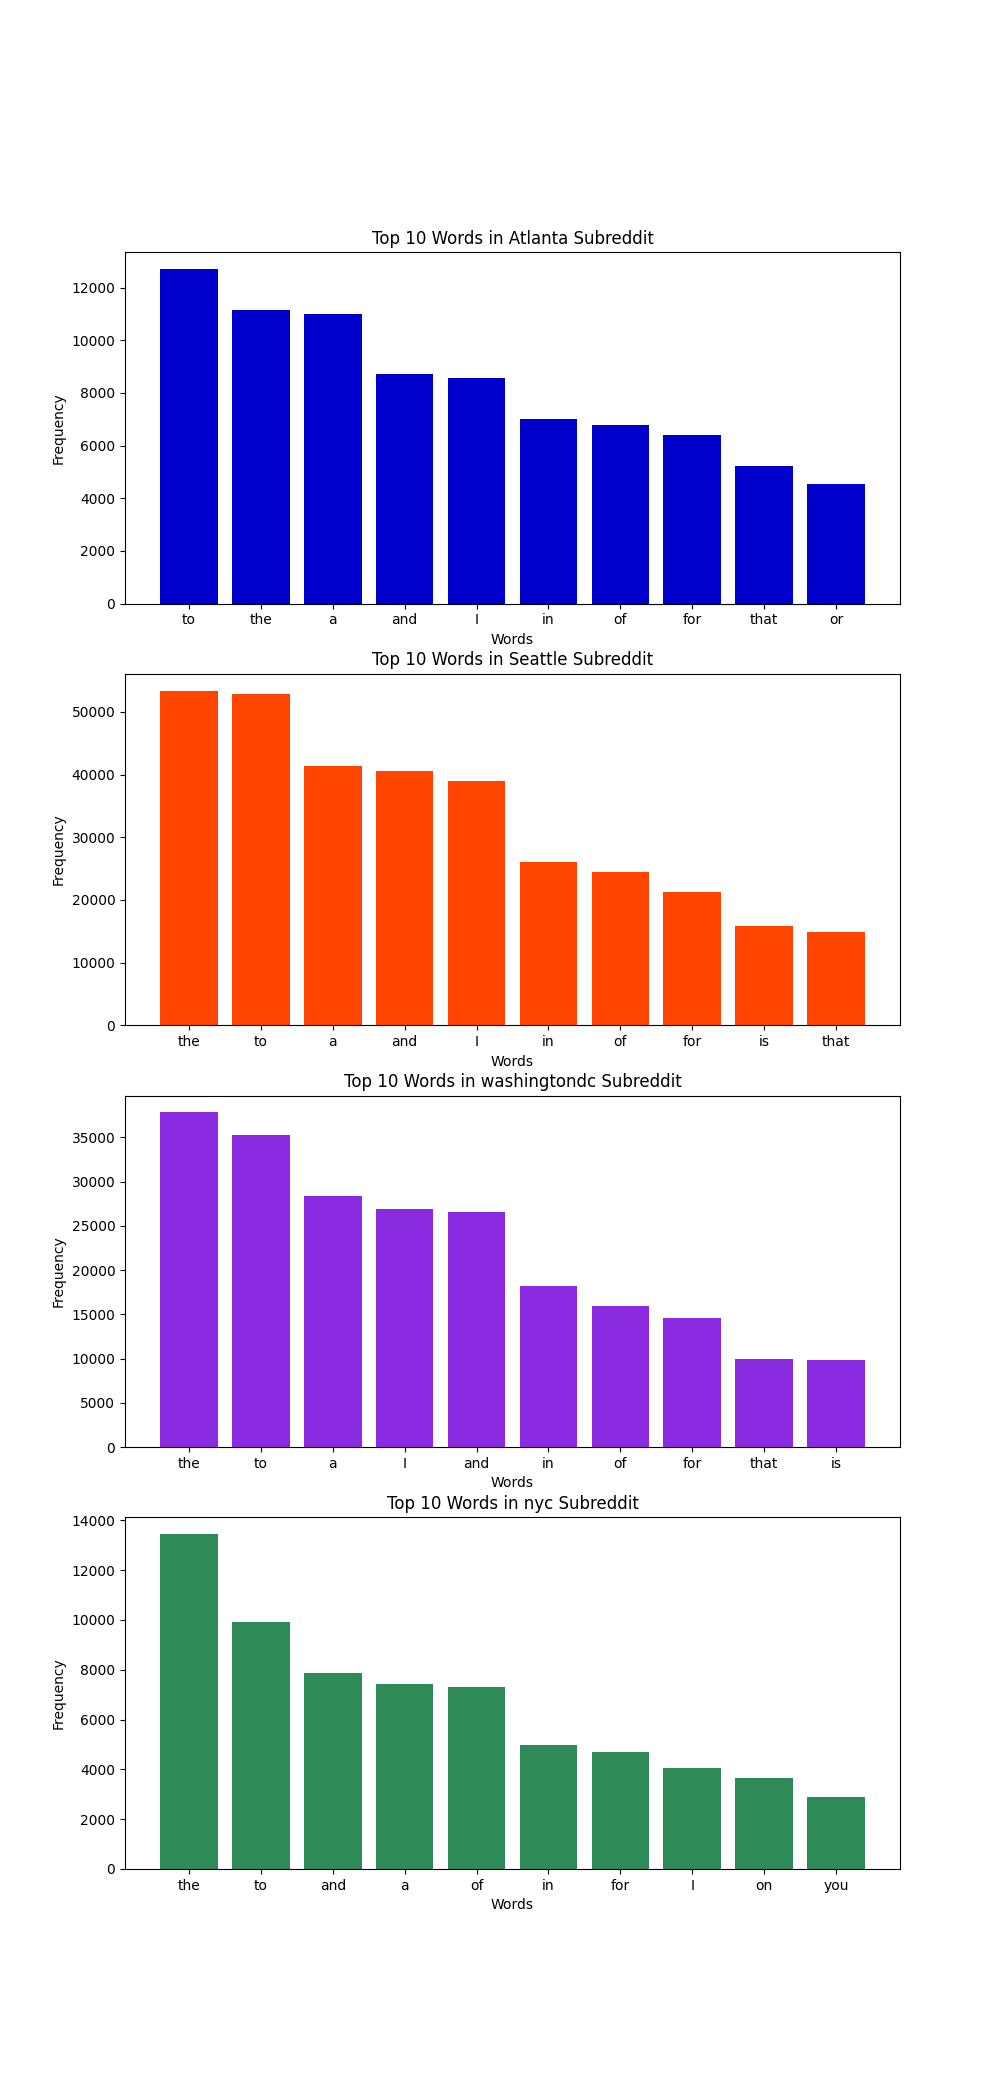 Top 10 Words in Atlanta Subreddit
12000
10000
8000
6000
4000
2000
0
Frequency
to the a and I in of for that or
Words
Top 10 Words in Seattle Subreddit
50000
40000
30000
20000
10000
0
Frequency
the to a and I in of for is that
Words
Top 10 Words in washingtondc Subreddit
35000
30000
25000
20000
15000
10000
5000
0
Frequency
the to a I and in of for that is
Words
Top 10 Words in nyc Subreddit
14000
12000
10000
8000
6000
4000
2000
0
Frequency
the to and a of in for I on you
Words